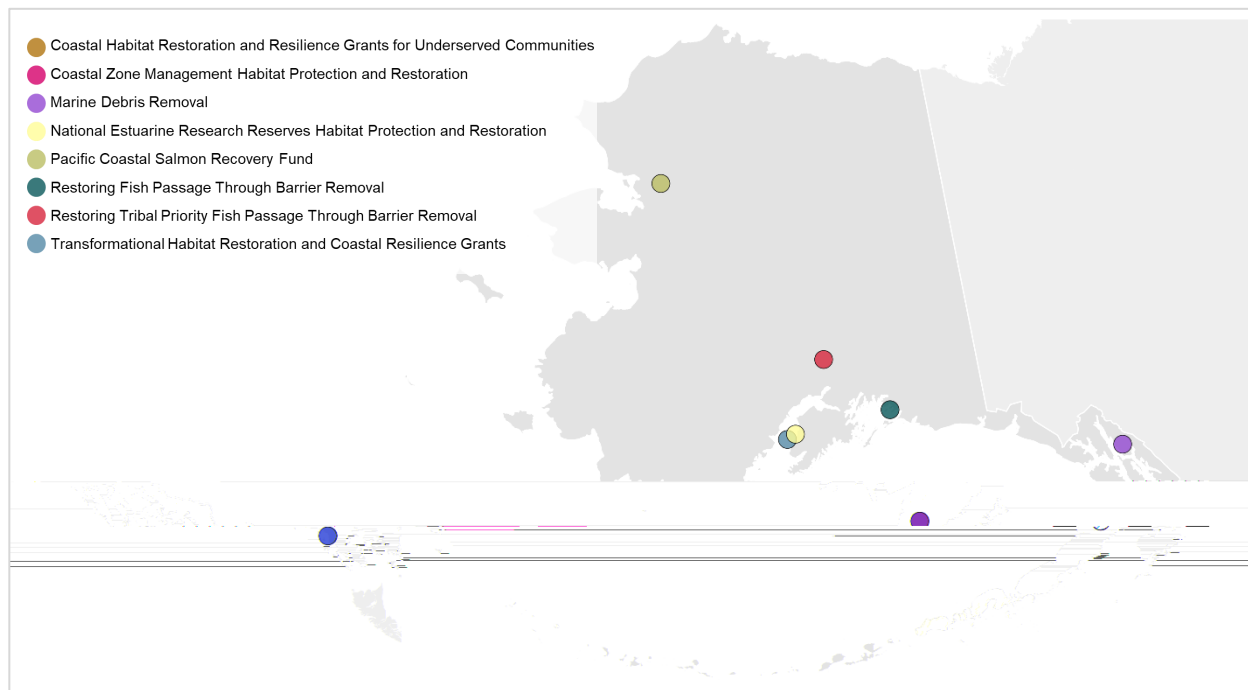 Coastal Habitat Restoration and Resilience Grants for Underserved Communities
Coastal Zone Management Habitat Protection and Restoration
Marine Debris Removal
National Estuarine Research Reserves Habitat Protection and Restoration
Pacific Coastal Salmon Recovery Fund
Restoring Fish Passage Through Barrier Removal
Restoring Tribal Priority Fish Passage Through Barrier Removal
Transformational Habitat Restoration and Coastal Resilience Grants